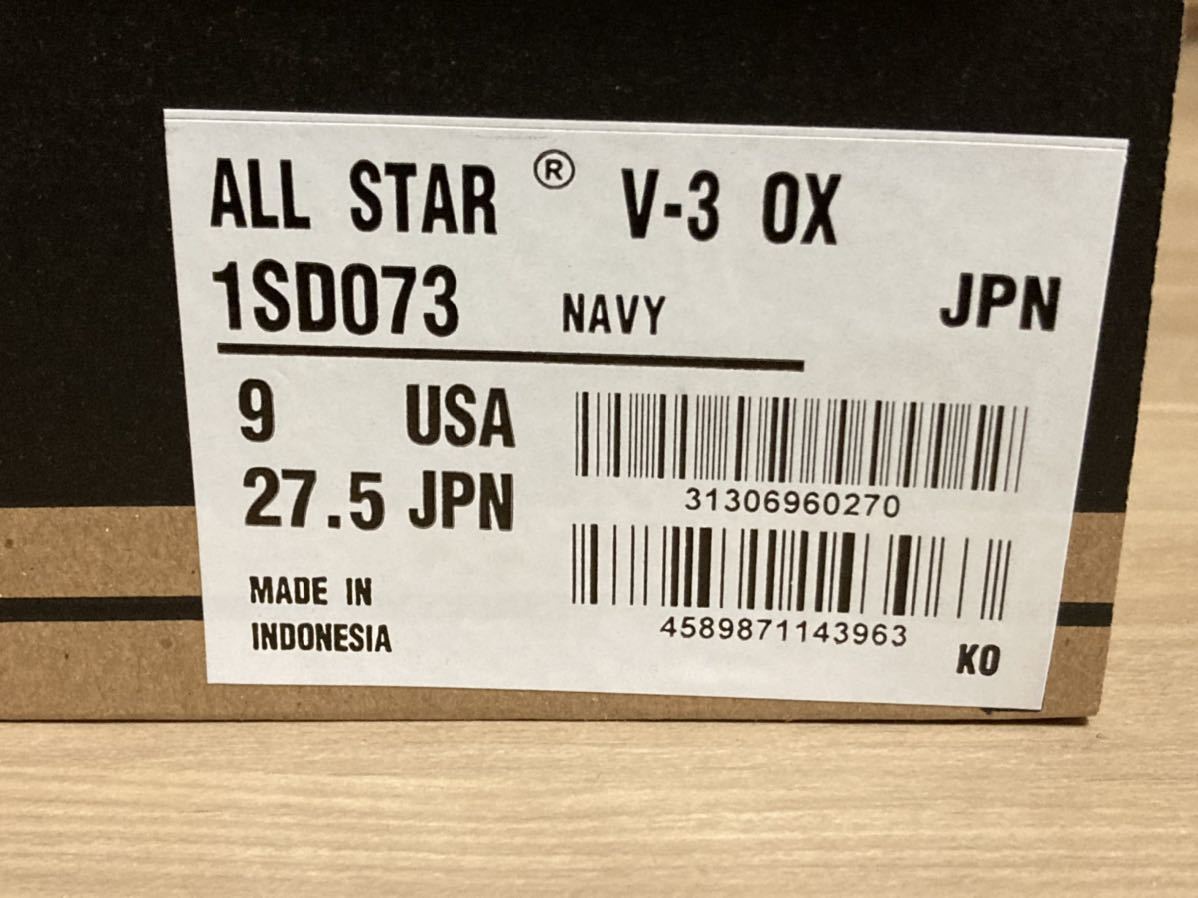 ALL STAR ® V-3 OX
1SD073 NAVY JPN
9 USA
27.5 JPN
31306960270
MADE IN
INDONESIA
4589871143963
KO